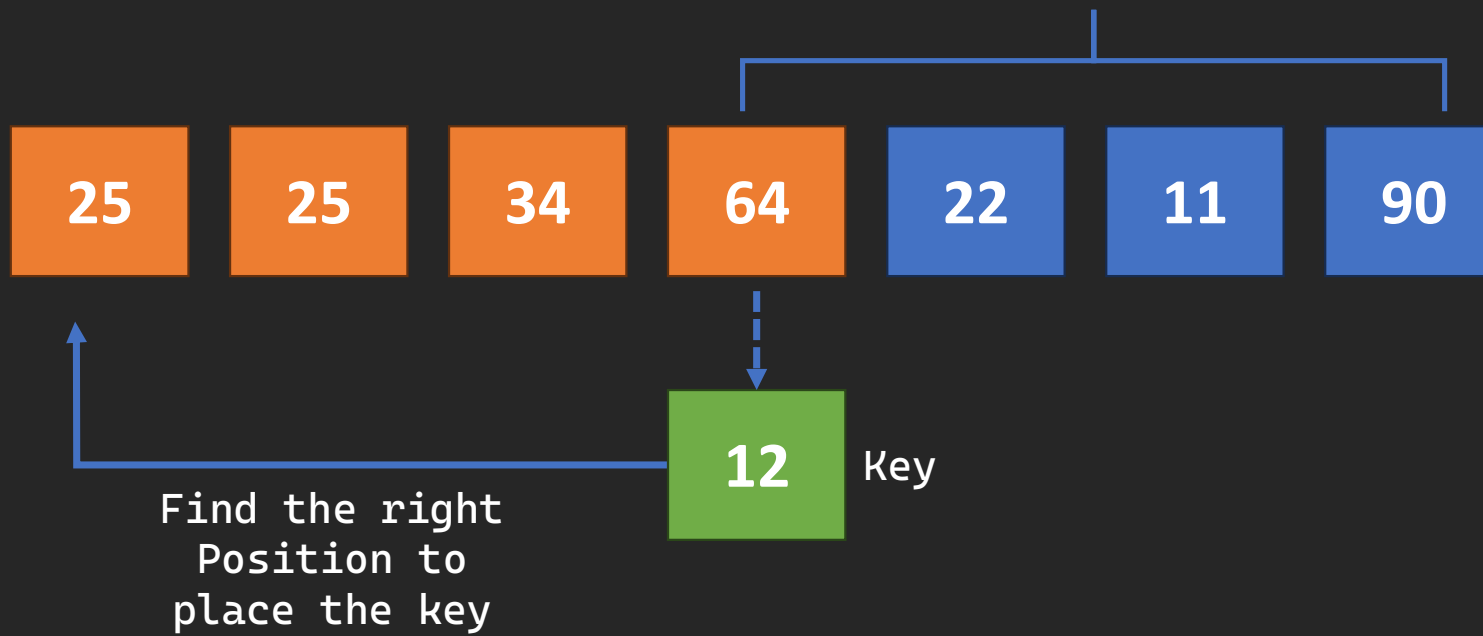 25 25 34 64 22 11 90
12 Key
Find the right
Position to
place the key